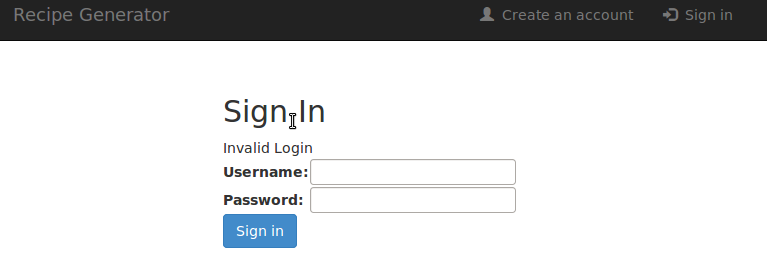 Recipe Generator Create an account Sign in
Sign In
Invalid Login
Username:
Password:
Sign in